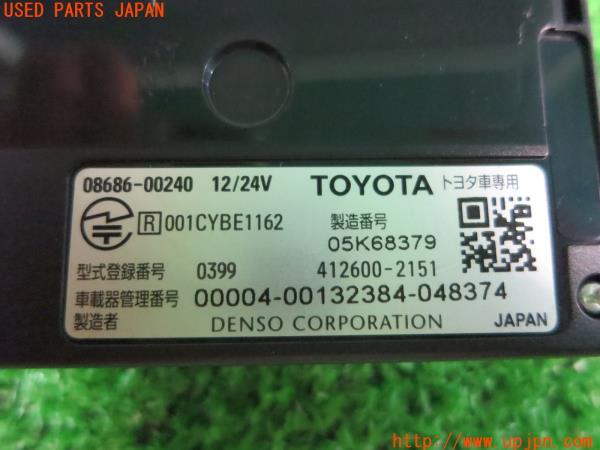 USED PARTS JAPAN
08686-00240 12/24V TOYOTA トヨタ車専用
R 001CYBE1162 製造番号
05K68379
型式登録番号 0399 412600-2151
車載器管理番号 00004-00132384-048374
製造者 DENSO CORPORATION JAPAN
http://www.upjpn.com